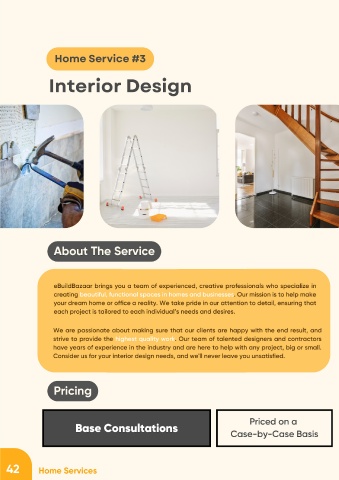 Home Service #3
Interior Design
About The Service
eBuildBazaar brings you a team of experienced, creative professionals who specialize in
creating beautiful, functional spaces in homes and businesses. Our mission is to help make
your dream home or office a reality. We take pride in our attention to detail, ensuring that
each project is tailored to each individual's needs and desires.
We are passionate about making sure that our clients are happy with the end result, and
strive to provide the highest quality work. Our team of talented designers and contractors
have years of experience in the industry and are here to help with any project, big or small.
Consider us for your interior design needs, and we'll never leave you unsatisfied.
Pricing
Base Consultations
Priced on a
Case-by-Case Basis
42
Home Services